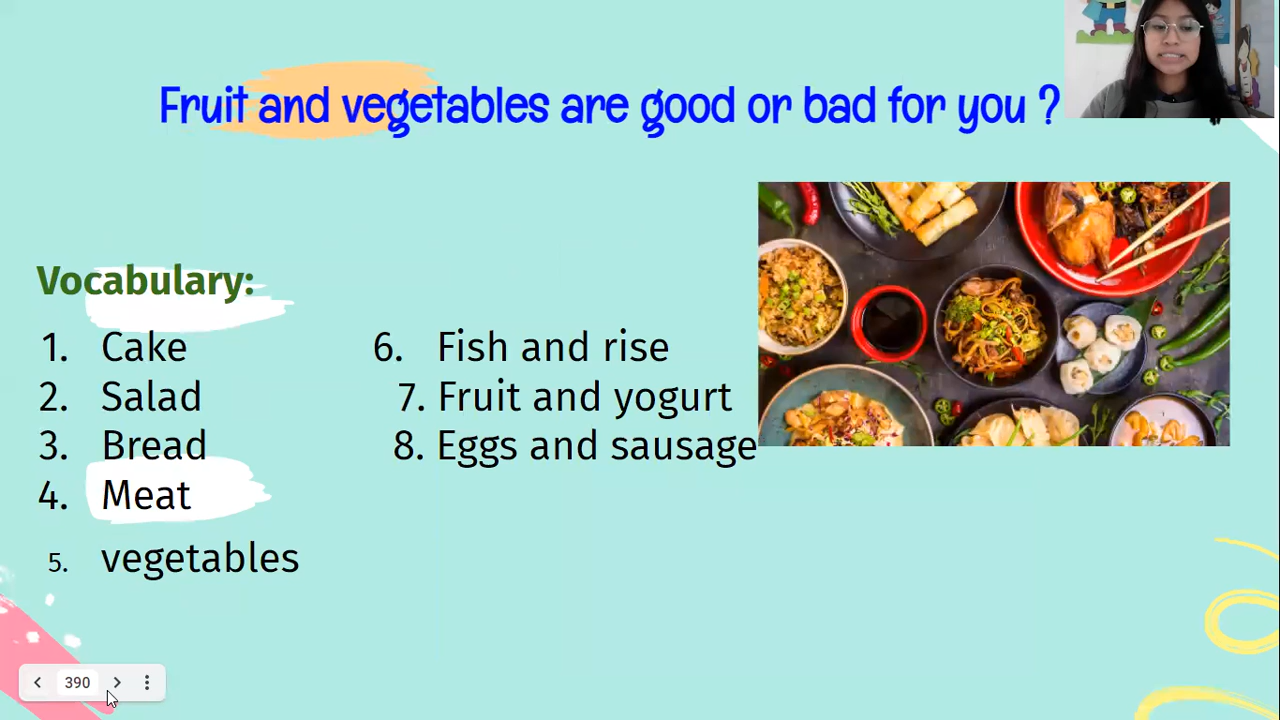 Fruit and vegetables are good or bad for you ?
Vocabulary:
1. Cake
2. Salad
3. Bread
4. Meat
5. vegetables
6. Fish and rise
7. Fruit and yogurt
8. Eggs and sausage
390